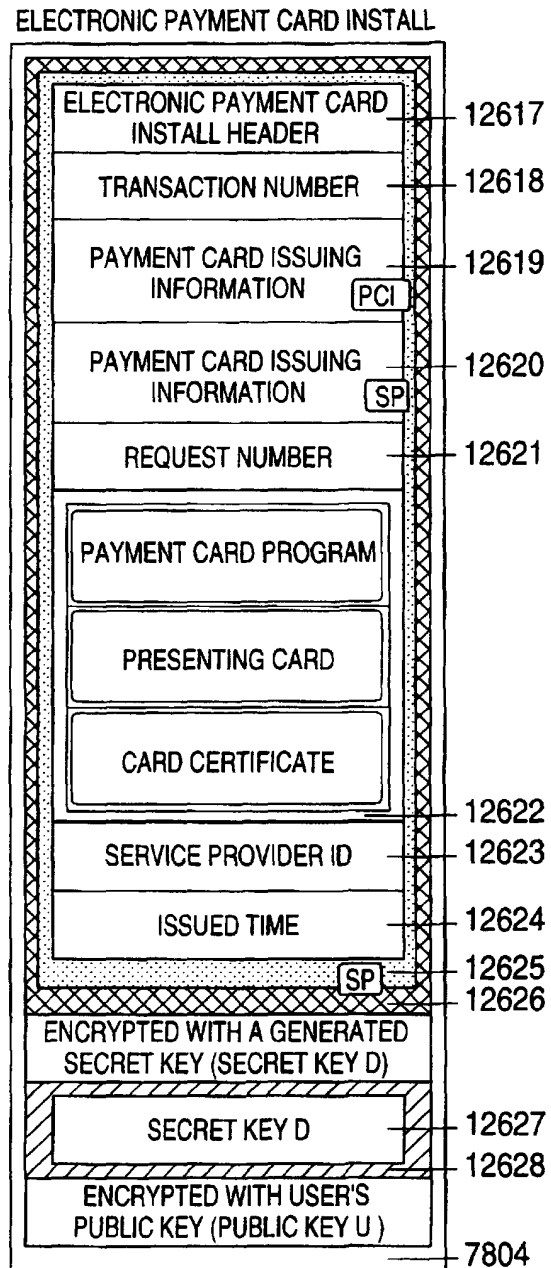 ELECTRONIC PAYMENT CARD INSTALL
ELECTRONIC PAYMENT CARD
INSTALL HEADER
12617
TRANSACTION NUMBER
12618
PAYMENT CARD ISSUING
INFORMATION
12619
PCI
PAYMENT CARD ISSUING
INFORMATION
12620
SP
REQUEST NUMBER
12621
PAYMENT CARD PROGRAM
PRESENTING CARD
CARD CERTIFICATE
12622
SERVICE PROVIDER ID
12623
ISSUED TIME
12624
SP
12625
12626
ENCRYPTED WITH A GENERATED
SECRET KEY (SECRET KEY D)
SECRET KEY D
12627
12628
ENCRYPTED WITH USER'S
PUBLIC KEY (PUBLIC KEY U )
7804